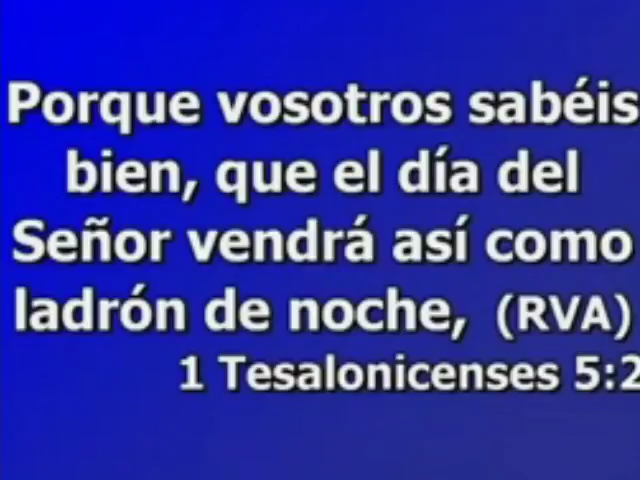 Porque vosotros sabéis
bien, que el día del
Señor vendrá así como
ladrón de noche, (RVA)
1 Tesalonicenses 5:2